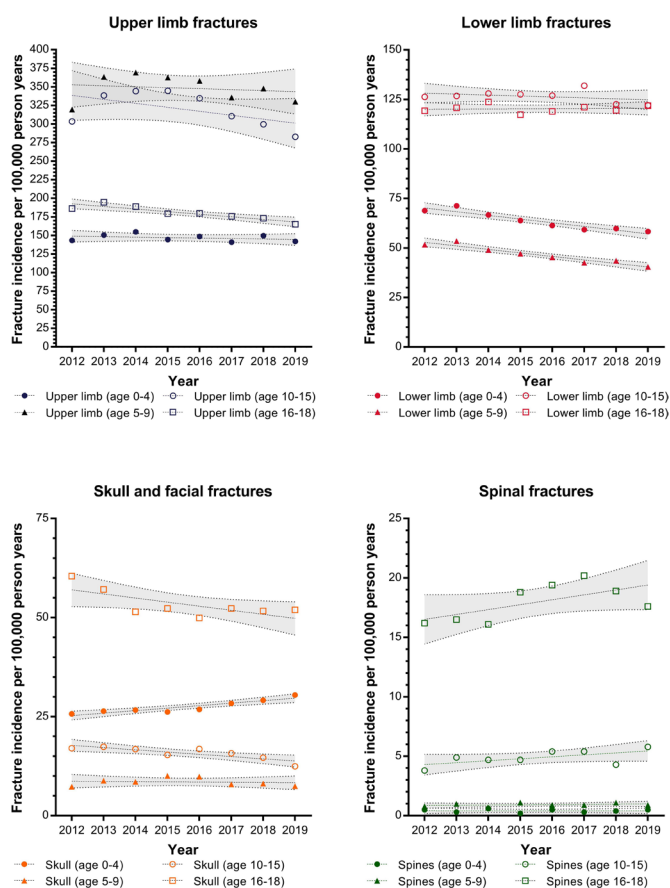 Upper limb fractures
Fracture incidence per 100,000 person years
400
375
350
325
300
275
250
225
200
175
150
125
100
75
50
25
0
2012 2013 2014 2015 2016 2017 2018 2019
Year
Upper limb (age 0-4) Upper limb (age 10-15)
Upper limb (age 5-9) Upper limb (age 16-18)
Lower limb fractures
Fracture incidence per 100,000 person years
150
125
100
75
50
25
0
2012 2013 2014 2015 2016 2017 2018 2019
Year
Lower limb (age 0-4) Lower limb (age 10-15)
Lower limb (age 5-9) Lower limb (age 16-18)
Skull and facial fractures
Fracture incidence per 100,000 person years
75
50
25
0
2012 2013 2014 2015 2016 2017 2018 2019
Year
Skull (age 0-4) Skull (age 10-15)
Skull (age 5-9) Skull (age 16-18)
Spinal fractures
Fracture incidence per 100,000 person years
25
20
15
10
5
0
2012 2013 2014 2015 2016 2017 2018 2019
Year
Spines (age 0-4) Spines (age 10-15)
Spines (age 5-9) Spines (age 16-18)